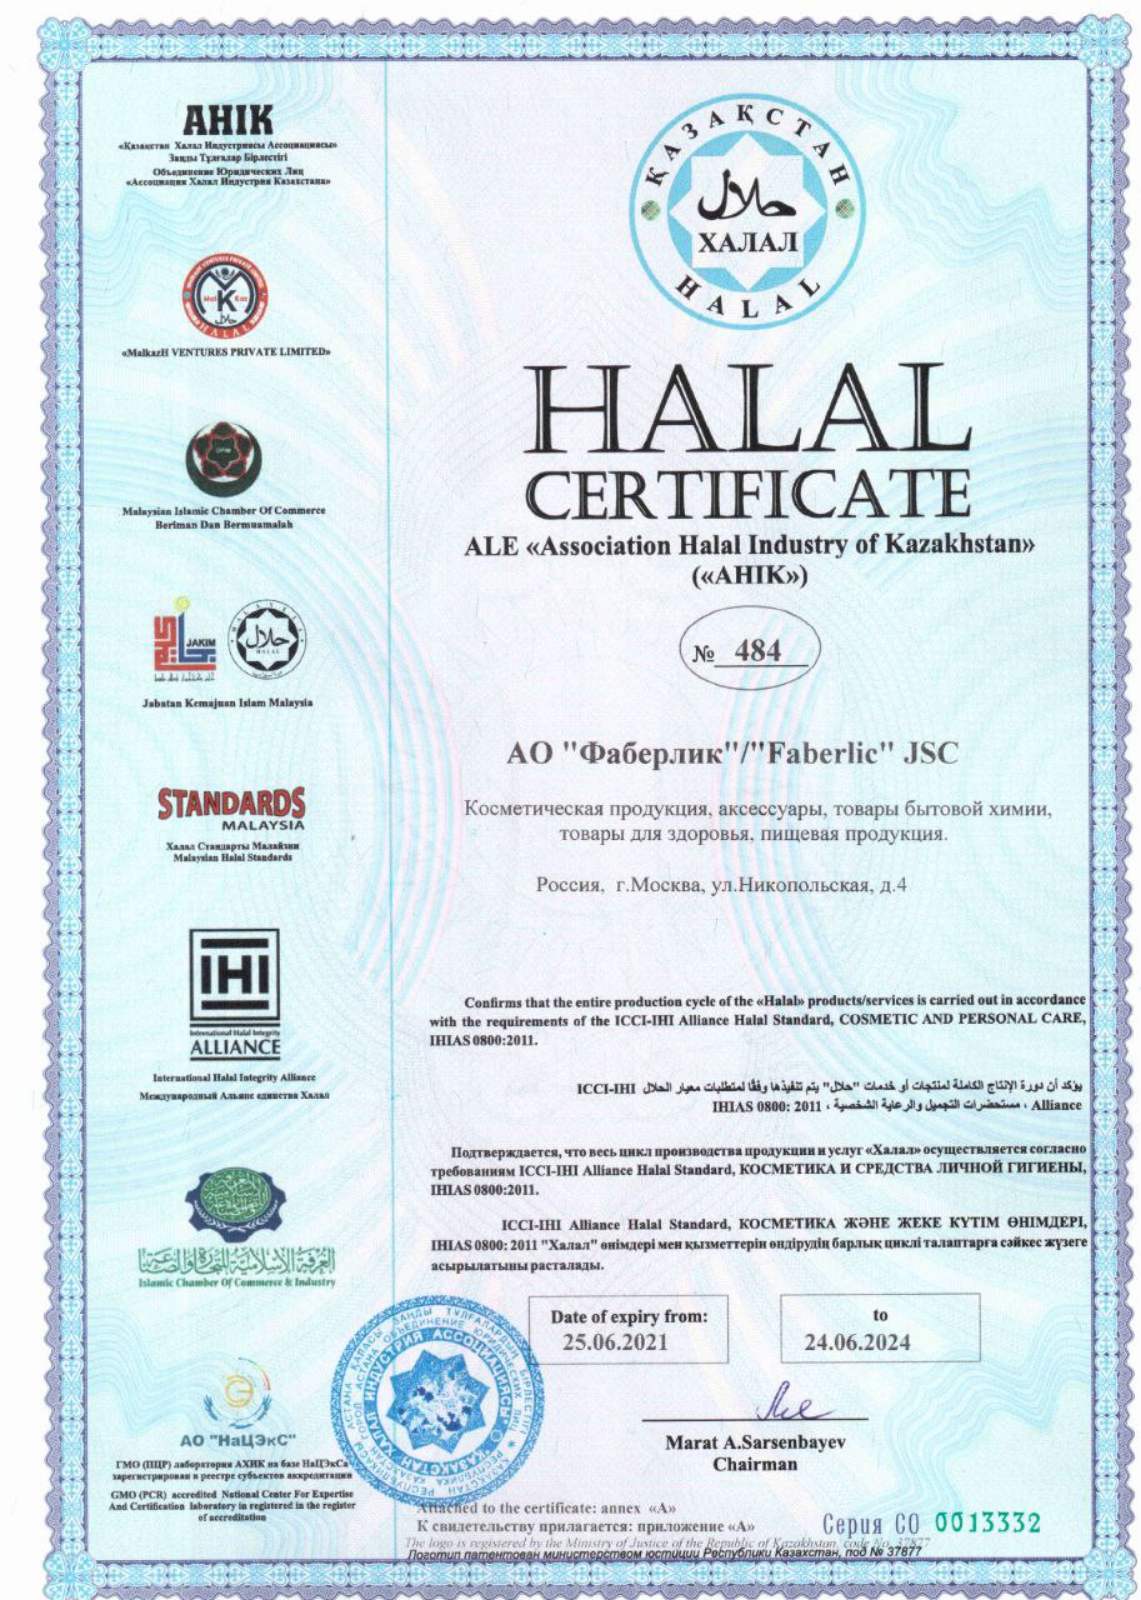 АНІК
«Қазақстан Халал Индустриясы Ассоциациясы»
Заңды Тұлғалар Бірлестігі
Объединение Юридических Лиц
«Ассоциация Халал Индустрии Казахстана»
MalkazH VENTURES PRIVATE LIMITED
Mal K Kaz
حلال
HALAL
«MalkazH VENTURES PRIVATE LIMITED»
Malaysian Islamic Chamber Of Commerce
Beriman Dan Bermuamalah
JAKIM
MALAYSIA
حلال
HALAL
Jabatan Kemajuan Islam Malaysia
STANDARDS
MALAYSIA
Халал Стандарты Малайзии
Malaysian Halal Standards
IHI
International Halal Integrity
ALLIANCE
International Halal Integrity Alliance
Международный Альянс единства Халал
الغرفة الإسلامية للتجارة والصناعة
Islamic Chamber Of Commerce & Industry
АО "НаЦЭкС"
ГМО (ПЦР) лаборатория АХИК на базе НаЦЭкСа
зарегистрирован в реестре субъектов аккредитации
GMO (PCR) accredited National Center For Expertise
And Certification laboratory in registered in the register
of accreditation
ҚАЗАҚСТАН
حلال
ХАЛАЛ
HALAL
HALAL
CERTIFICATE
ALE «Association Halal Industry of Kazakhstan»
(«AHIK»)
№ 484
АО "Фаберлик"/"Faberlic" JSC
Косметическая продукция, аксессуары, товары бытовой химии,
товары для здоровья, пищевая продукция.
Россия, г.Москва, ул.Никопольская, д.4
Confirms that the entire production cycle of the «Halal» products/services is carried out in accordance
with the requirements of the ICCI-IHI Alliance Halal Standard, COSMETIC AND PERSONAL CARE,
IHIAS 0800:2011.
يؤكد أن دورة الإنتاج الكاملة لمنتجات أو خدمات "حلال" يتم تنفيذها وفقًا لمتطلبات معيار الحلال ICCI-IHI
Alliance ، مستحضرات التجميل والرعاية الشخصية ، IHIAS 0800: 2011
Подтверждается, что весь цикл производства продукции и услуг «Халал» осуществляется согласно
требованиям ICCI-IHI Alliance Halal Standard, КОСМЕТИКА И СРЕДСТВА ЛИЧНОЙ ГИГИЕНЫ,
IHIAS 0800:2011.
ICCI-IHI Alliance Halal Standard, КОСМЕТИКА ЖӘНЕ ЖЕКЕ КҮТІМ ӨНІМДЕРІ,
IHIAS 0800: 2011 "Халал" өнімдері мен қызметтерін өндірудің барлық циклі талаптарға сәйкес жүзеге
асырылатыны расталады.
Date of expiry from:
25.06.2021
to
24.06.2024
Marat A.Sarsenbayev
Chairman
ХАЛАЛ ИНДУСТРИЯ АССОЦИАЦИЯСЫ
ҚАЗАҚСТАН
Attached to the certificate: annex «A»
К свидетельству прилагается: приложение «А»
Серия СО 0013332
The logo is registered by the Ministry of Justice of the Republic of Kazakhstan, code No. 37877
Логотип патентован министерством юстиции Республики Казахстан, под № 37877